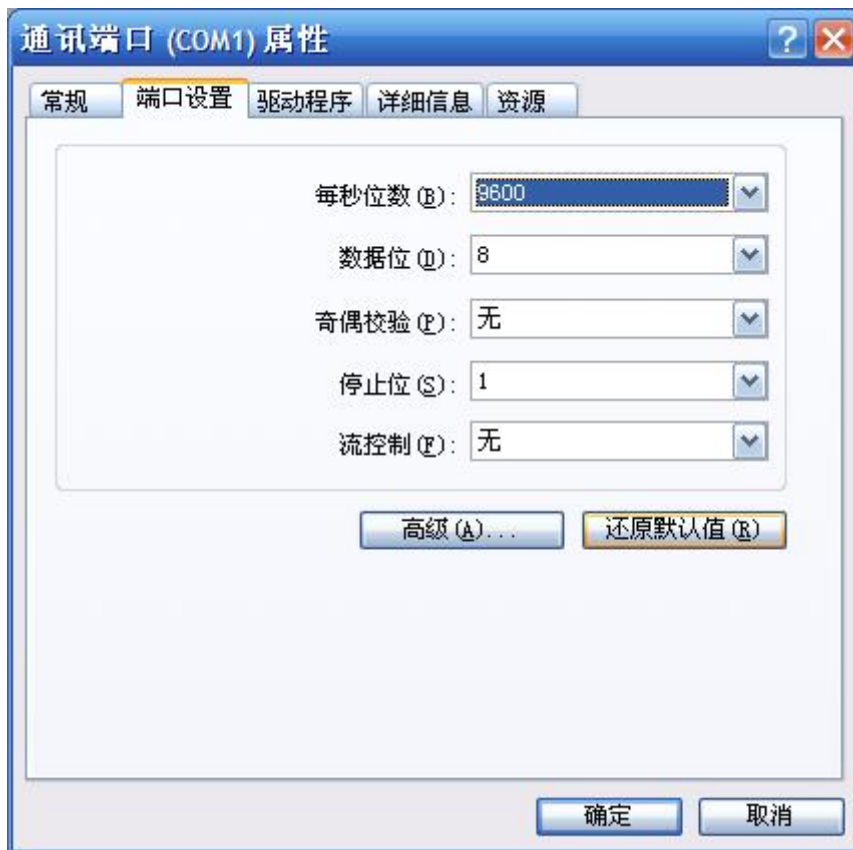 通讯端口 (COM1) 属性
常规 端口设置 驱动程序 详细信息 资源
每秒位数(B): 9600
数据位(D): 8
奇偶校验(P): 无
停止位(S): 1
流控制(F): 无
高级(A)... 还原默认值(R)
确定 取消